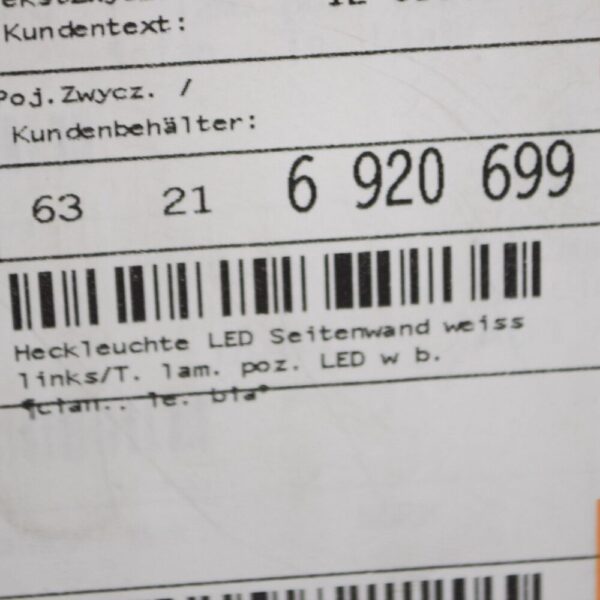 Kundentext:
Poj.Zwycz. /
Kundenbehälter:
63 21 6 920 699
Heckleuchte LED Seitenwand weiss
links/T. lam. poz. LED w b.